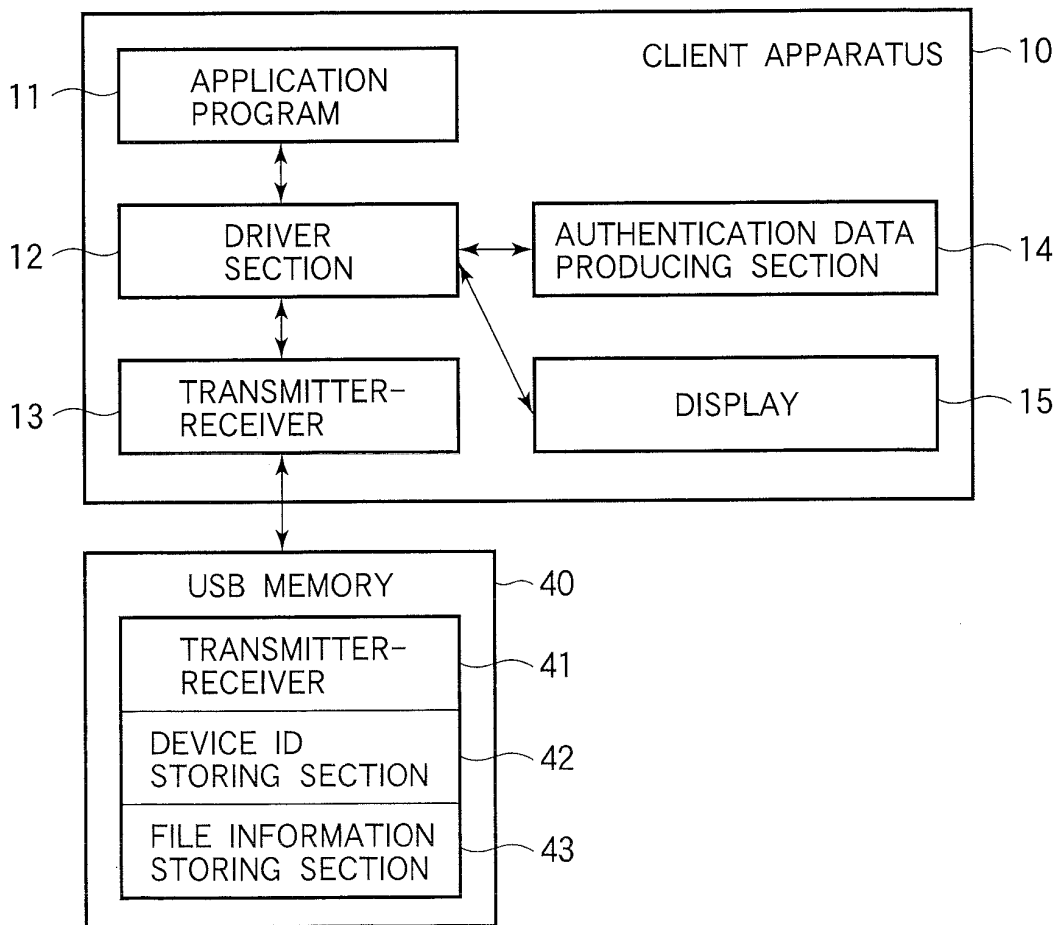 CLIENT APPARATUS
10
11
APPLICATION
PROGRAM
12
DRIVER
SECTION
AUTHENTICATION DATA
PRODUCING SECTION
14
13
TRANSMITTER-
RECEIVER
DISPLAY
15
USB MEMORY
40
TRANSMITTER-
RECEIVER
41
DEVICE ID
STORING SECTION
42
FILE INFORMATION
STORING SECTION
43